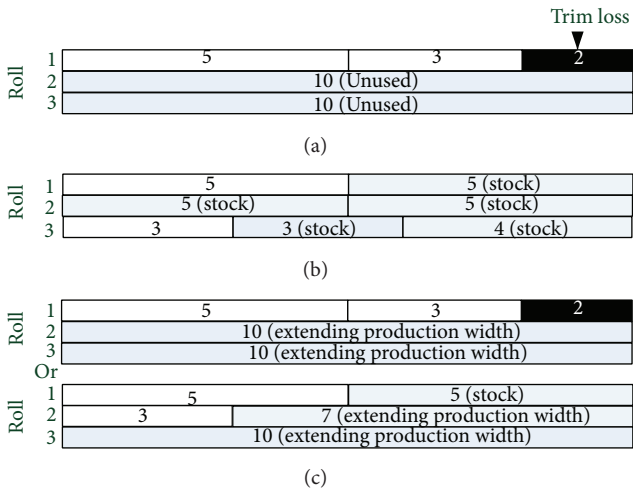 Trim loss
Roll
1 5 3 2
2 10 (Unused)
3 10 (Unused)
(a)
Roll
1 5 5 (stock)
2 5 (stock) 5 (stock)
3 3 3 (stock) 4 (stock)
(b)
Roll
1 5 3 2
2 10 (extending production width)
3 10 (extending production width)
Or
Roll
1 5 5 (stock)
2 3 7 (extending production width)
3 10 (extending production width)
(c)